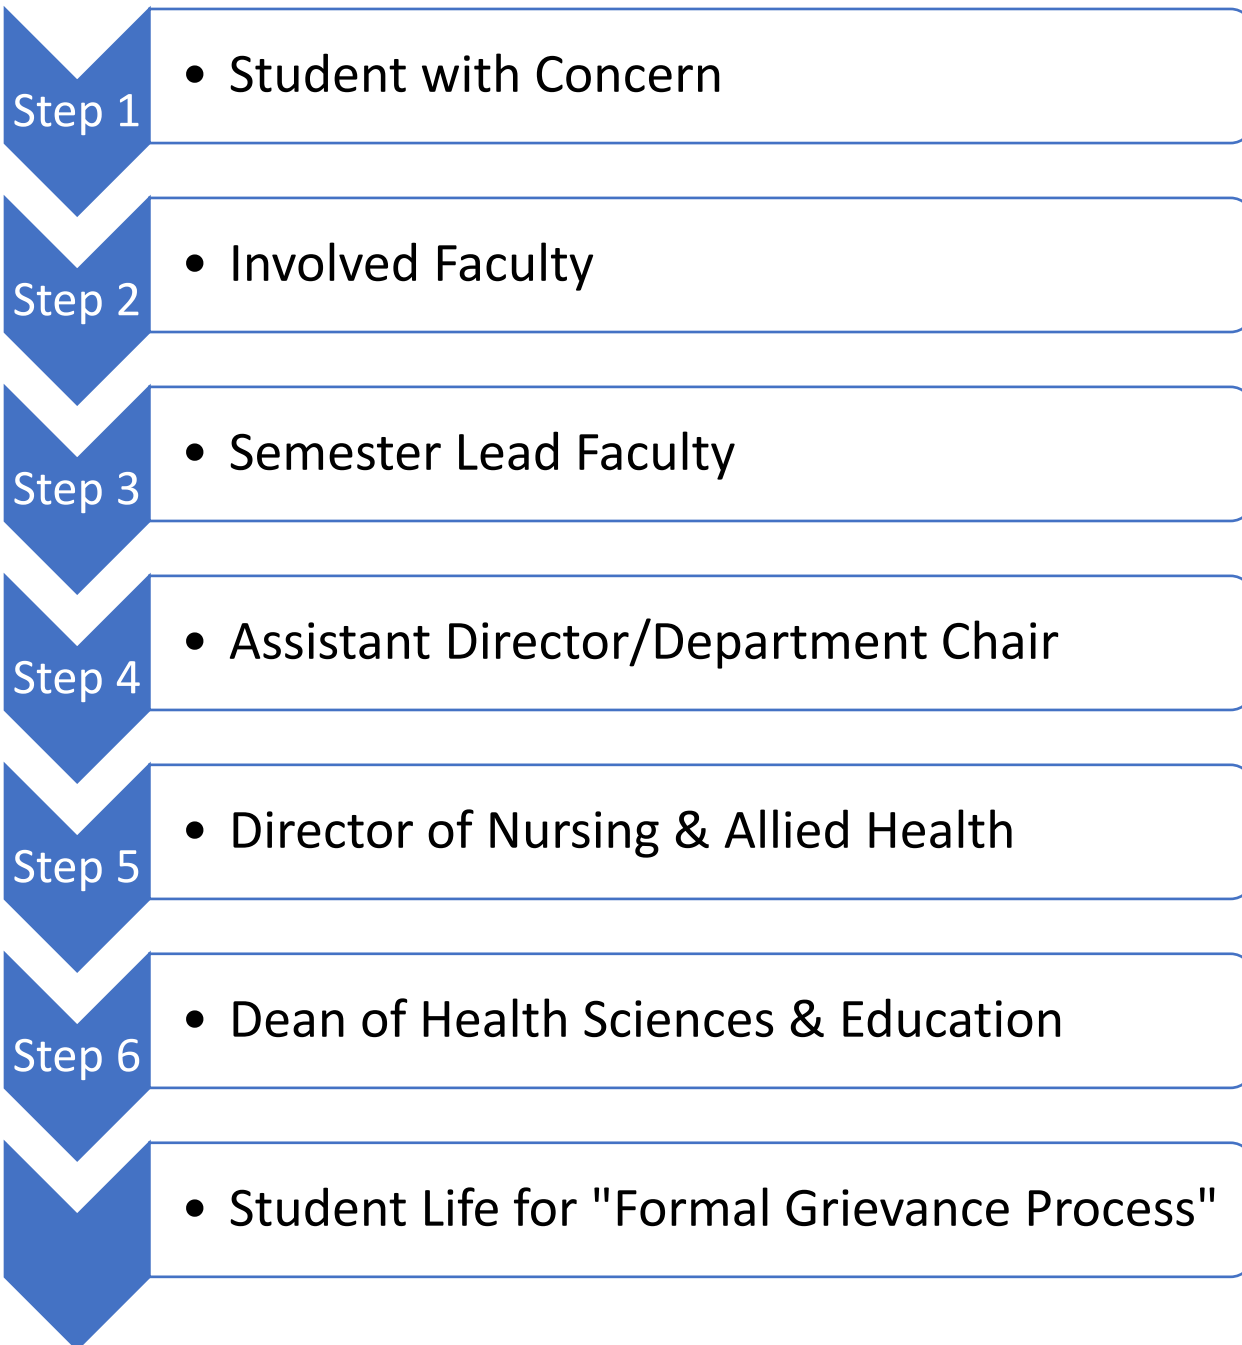 Step 1
• Student with Concern
Step 2
• Involved Faculty
Step 3
• Semester Lead Faculty
Step 4
• Assistant Director/Department Chair
Step 5
• Director of Nursing & Allied Health
Step 6
• Dean of Health Sciences & Education
• Student Life for "Formal Grievance Process"